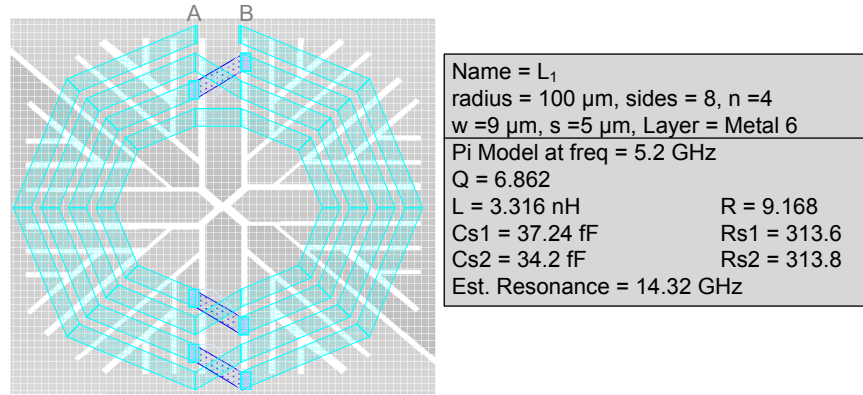 A B
Name = L₁
radius = 100 µm, sides = 8, n =4
w =9 µm, s =5 µm, Layer = Metal 6
Pi Model at freq = 5.2 GHz
Q = 6.862
L = 3.316 nH R = 9.168
Cs1 = 37.24 fF Rs1 = 313.6
Cs2 = 34.2 fF Rs2 = 313.8
Est. Resonance = 14.32 GHz